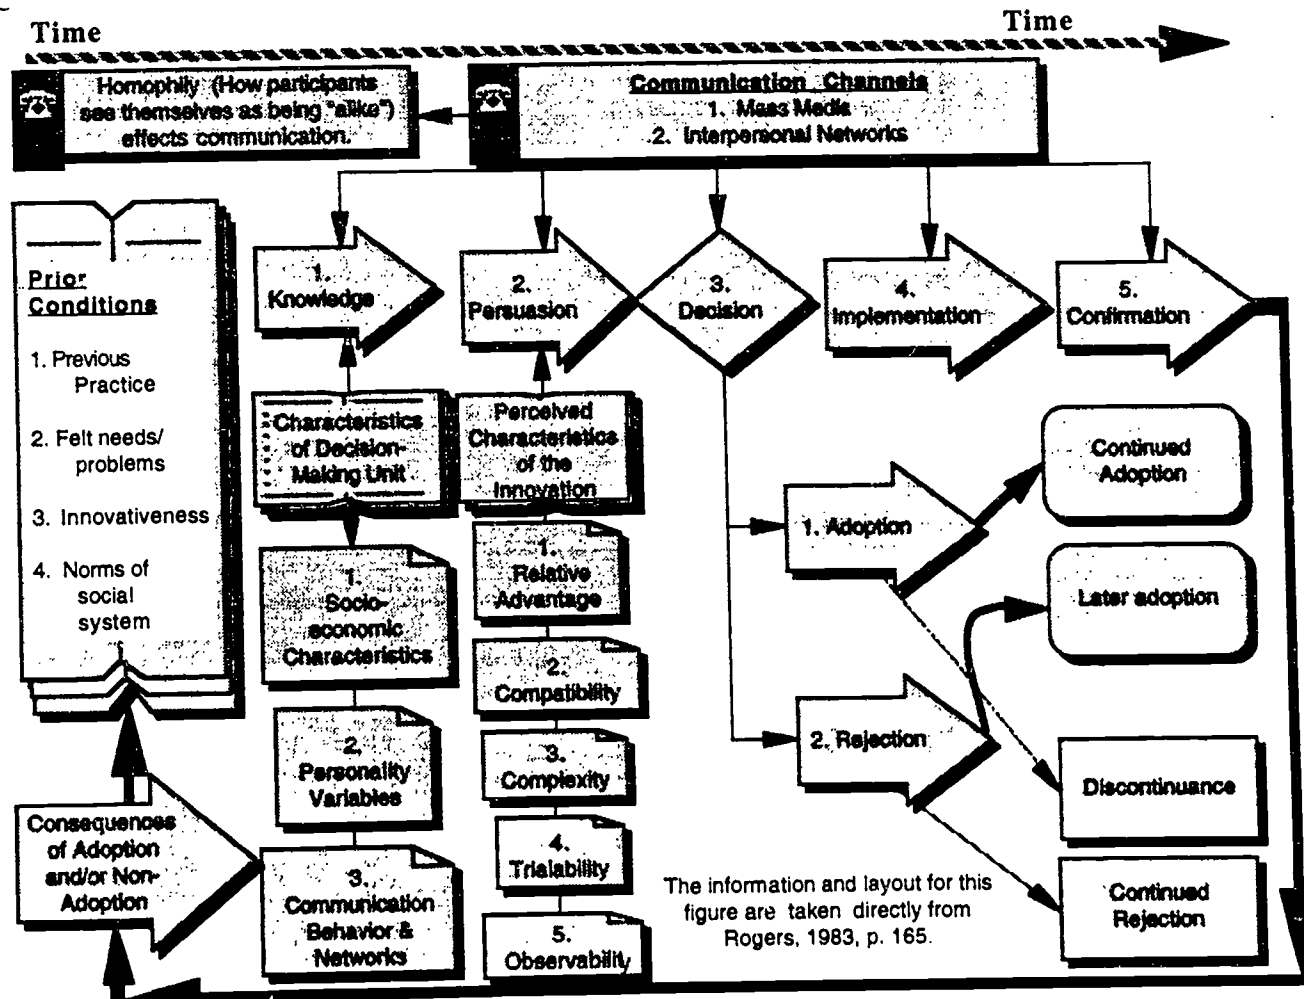 Time
Time
Homophily (How participants
see themselves as being "alike")
effects communication.
Communication Channels
1. Mass Media
2. Interpersonal Networks
Prior
Conditions
1. Previous
Practice
2. Felt needs/
problems
3. Innovativeness
4. Norms of
social
system
1.
Knowledge
2.
Persuasion
3.
Decision
4.
Implementation
5.
Confirmation
Characteristics
of Decision-
Making Unit
Perceived
Characteristics
of the
Innovation
1.
Socio-
economic
Characteristics
2.
Personality
Variables
3.
Communication
Behavior &
Networks
1.
Relative
Advantage
2.
Compatibility
3.
Complexity
4.
Trialability
5.
Observability
1. Adoption
2. Rejection
Continued
Adoption
Later adoption
Discontinuance
Continued
Rejection
Consequences
of Adoption
and/or Non-
Adoption
The information and layout for this
figure are taken directly from
Rogers, 1983, p. 165.